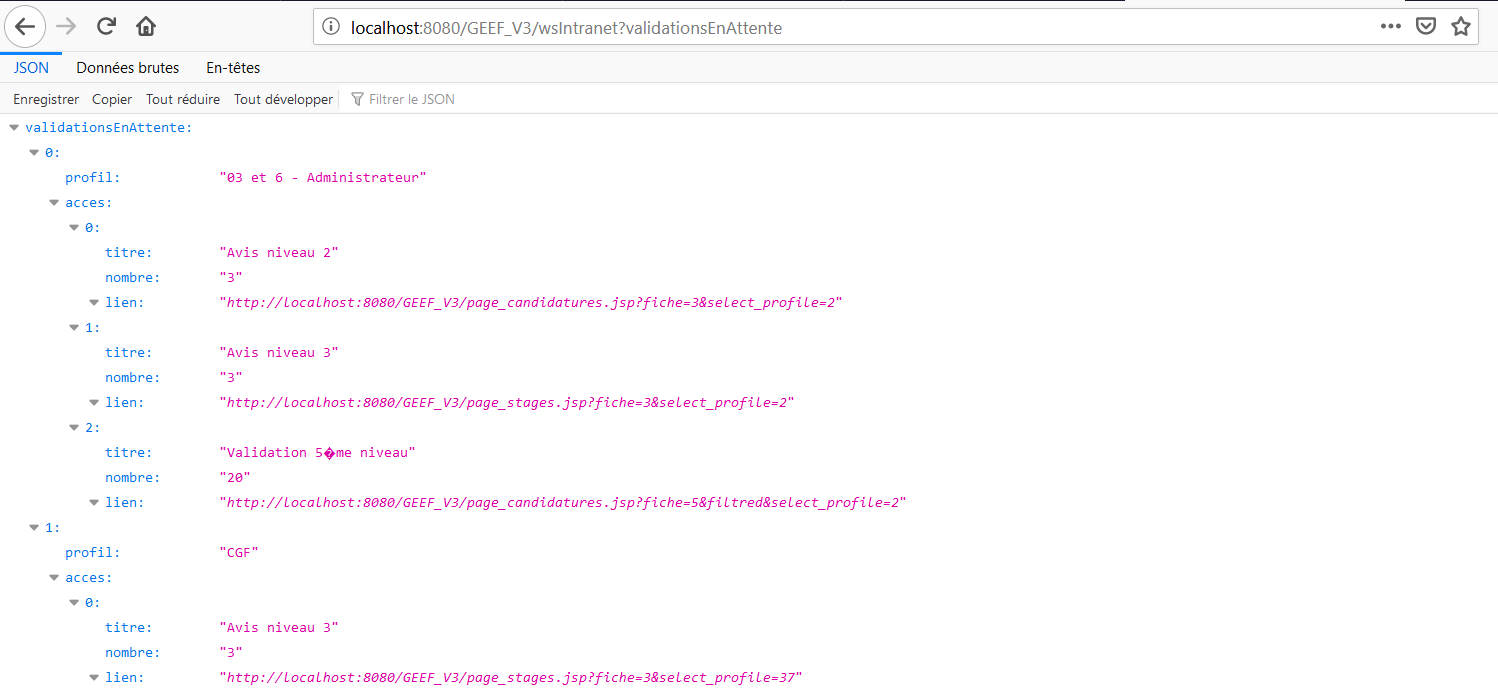 localhost:8080/GEEF_V3/wsIntranet?validationsEnAttente
JSON Données brutes En-têtes
Enregistrer Copier Tout réduire Tout développer Filtrer le JSON
validationsEnAttente:
0:
profil: "03 et 6 - Administrateur"
acces:
0:
titre: "Avis niveau 2"
nombre: "3"
lien: "http://localhost:8080/GEEF_V3/page_candidatures.jsp?fiche=3&select_profile=2"
1:
titre: "Avis niveau 3"
nombre: "3"
lien: "http://localhost:8080/GEEF_V3/page_stages.jsp?fiche=3&select_profile=2"
2:
titre: "Validation 5�me niveau"
nombre: "20"
lien: "http://localhost:8080/GEEF_V3/page_candidatures.jsp?fiche=5&filtred&select_profile=2"
1:
profil: "CGF"
acces:
0:
titre: "Avis niveau 3"
nombre: "3"
lien: "http://localhost:8080/GEEF_V3/page_stages.jsp?fiche=3&select_profile=37"